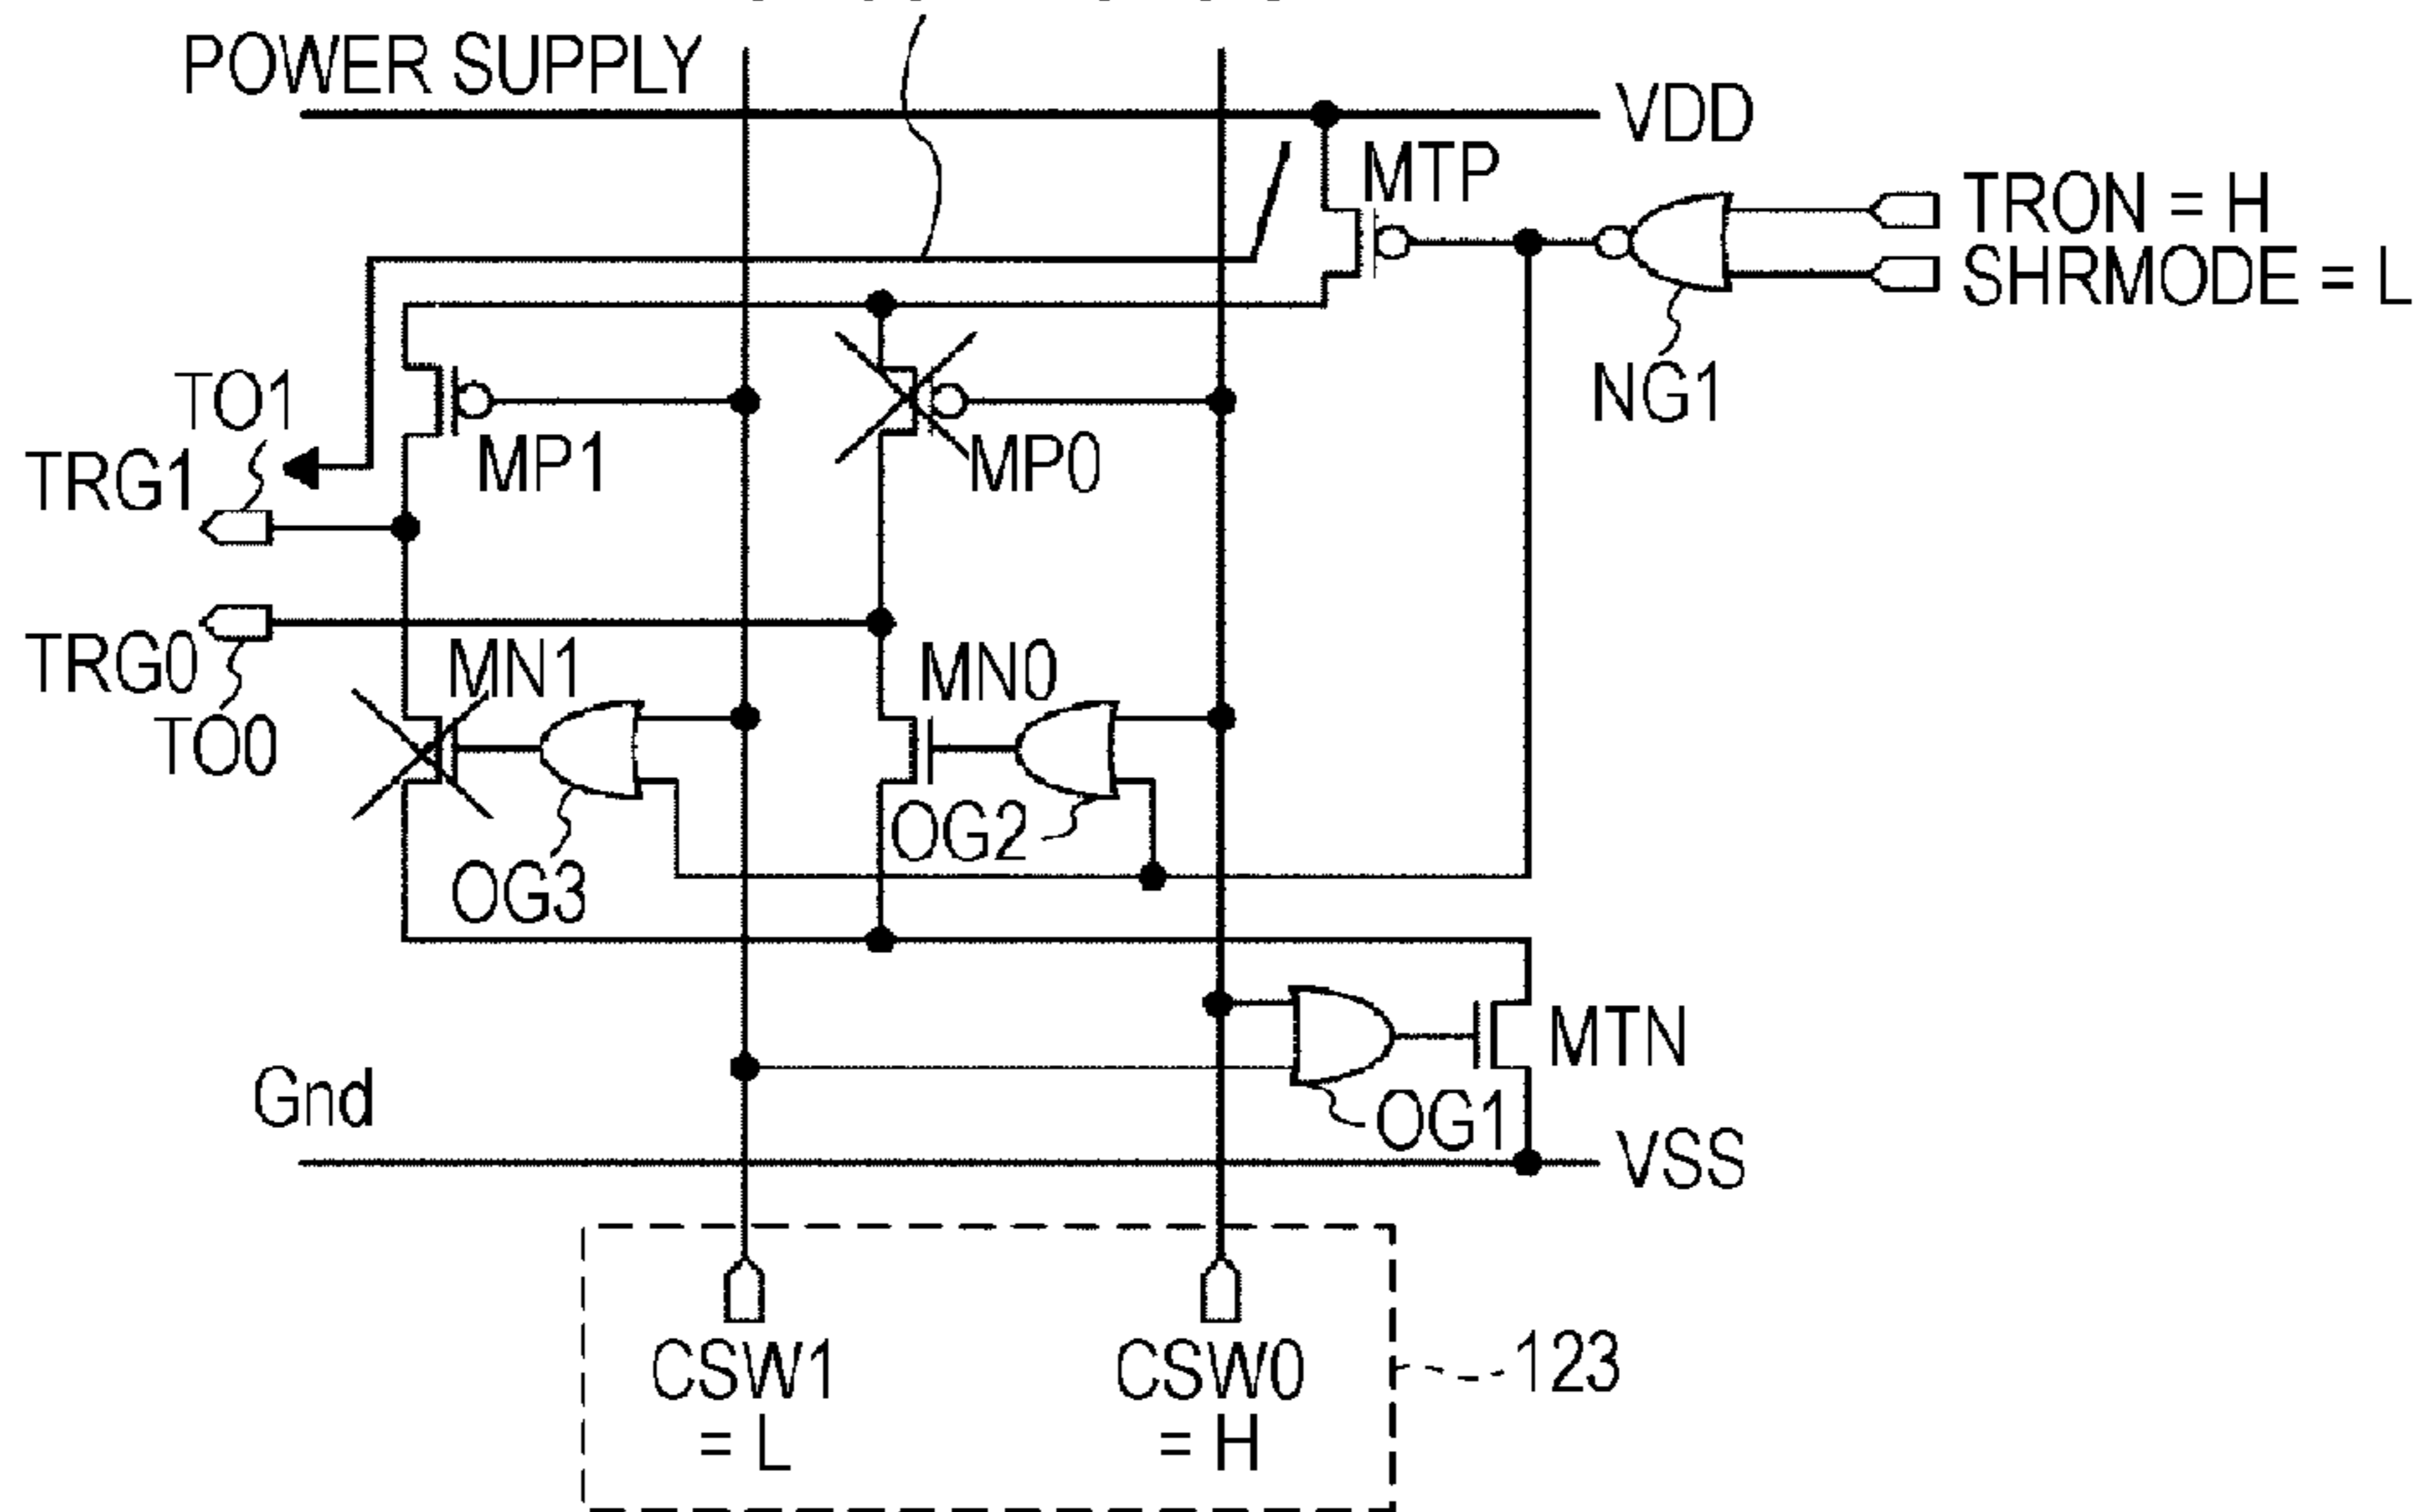 POWER SUPPLY
VDD
MTP
TRON = H
SHRMODE = L
NG1
TO1
TRG1
MP1
MP0
TRG0
TO0
MN1
MN0
OG3
OG2
MTN
OG1
Gnd
VSS
CSW1
= L
CSW0
= H
123